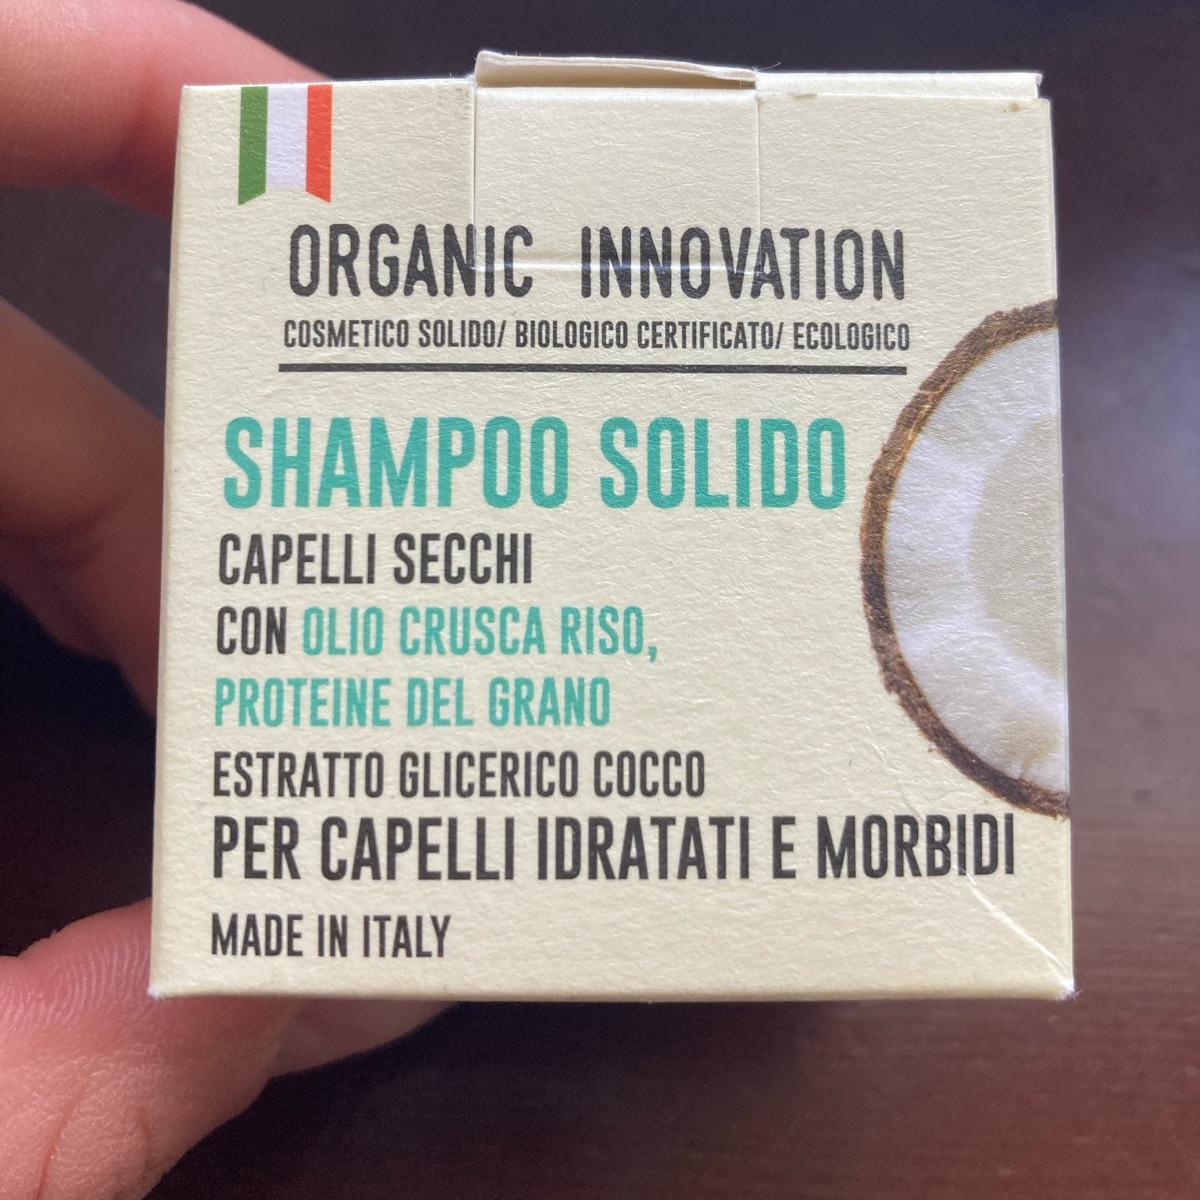 ORGANIC INNOVATION
COSMETICO SOLIDO/ BIOLOGICO CERTIFICATO/ ECOLOGICO
SHAMPOO SOLIDO
CAPELLI SECCHI
CON OLIO CRUSCA RISO,
PROTEINE DEL GRANO
ESTRATTO GLICERICO COCCO
PER CAPELLI IDRATATI E MORBIDI
MADE IN ITALY